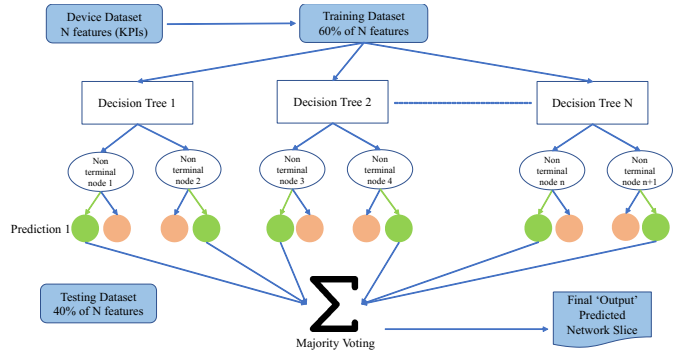 Device Dataset
N features (KPIs)
Training Dataset
60% of N features
Decision Tree 1
Decision Tree 2
Decision Tree N
Non
terminal
node 1
Non
terminal
node 2
Non
terminal
node 3
Non
terminal
node 4
Non
terminal
node n
Non
terminal
node n+1
Prediction 1
Testing Dataset
40% of N features
Σ
Majority Voting
Final ‘Output’
Predicted
Network Slice